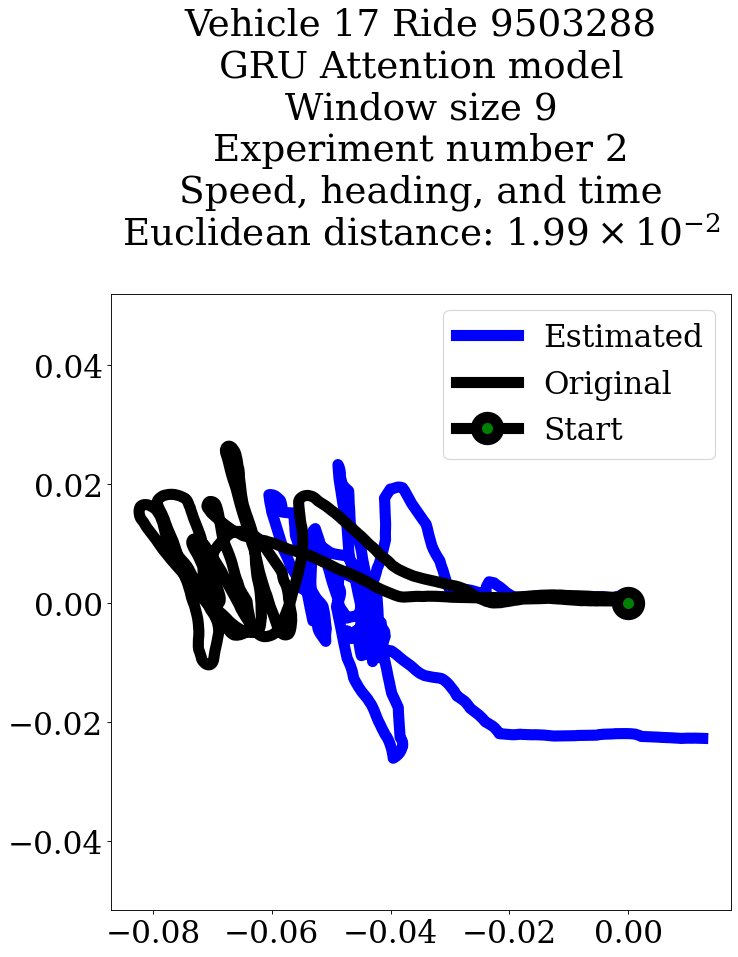 Vehicle 17 Ride 9503288
GRU Attention model
Window size 9
Experiment number 2
Speed, heading, and time
Euclidean distance: 1.99 × 10⁻²
Estimated
Original
Start
0.04
0.02
0.00
−0.02
−0.04
−0.08 −0.06 −0.04 −0.02 0.00